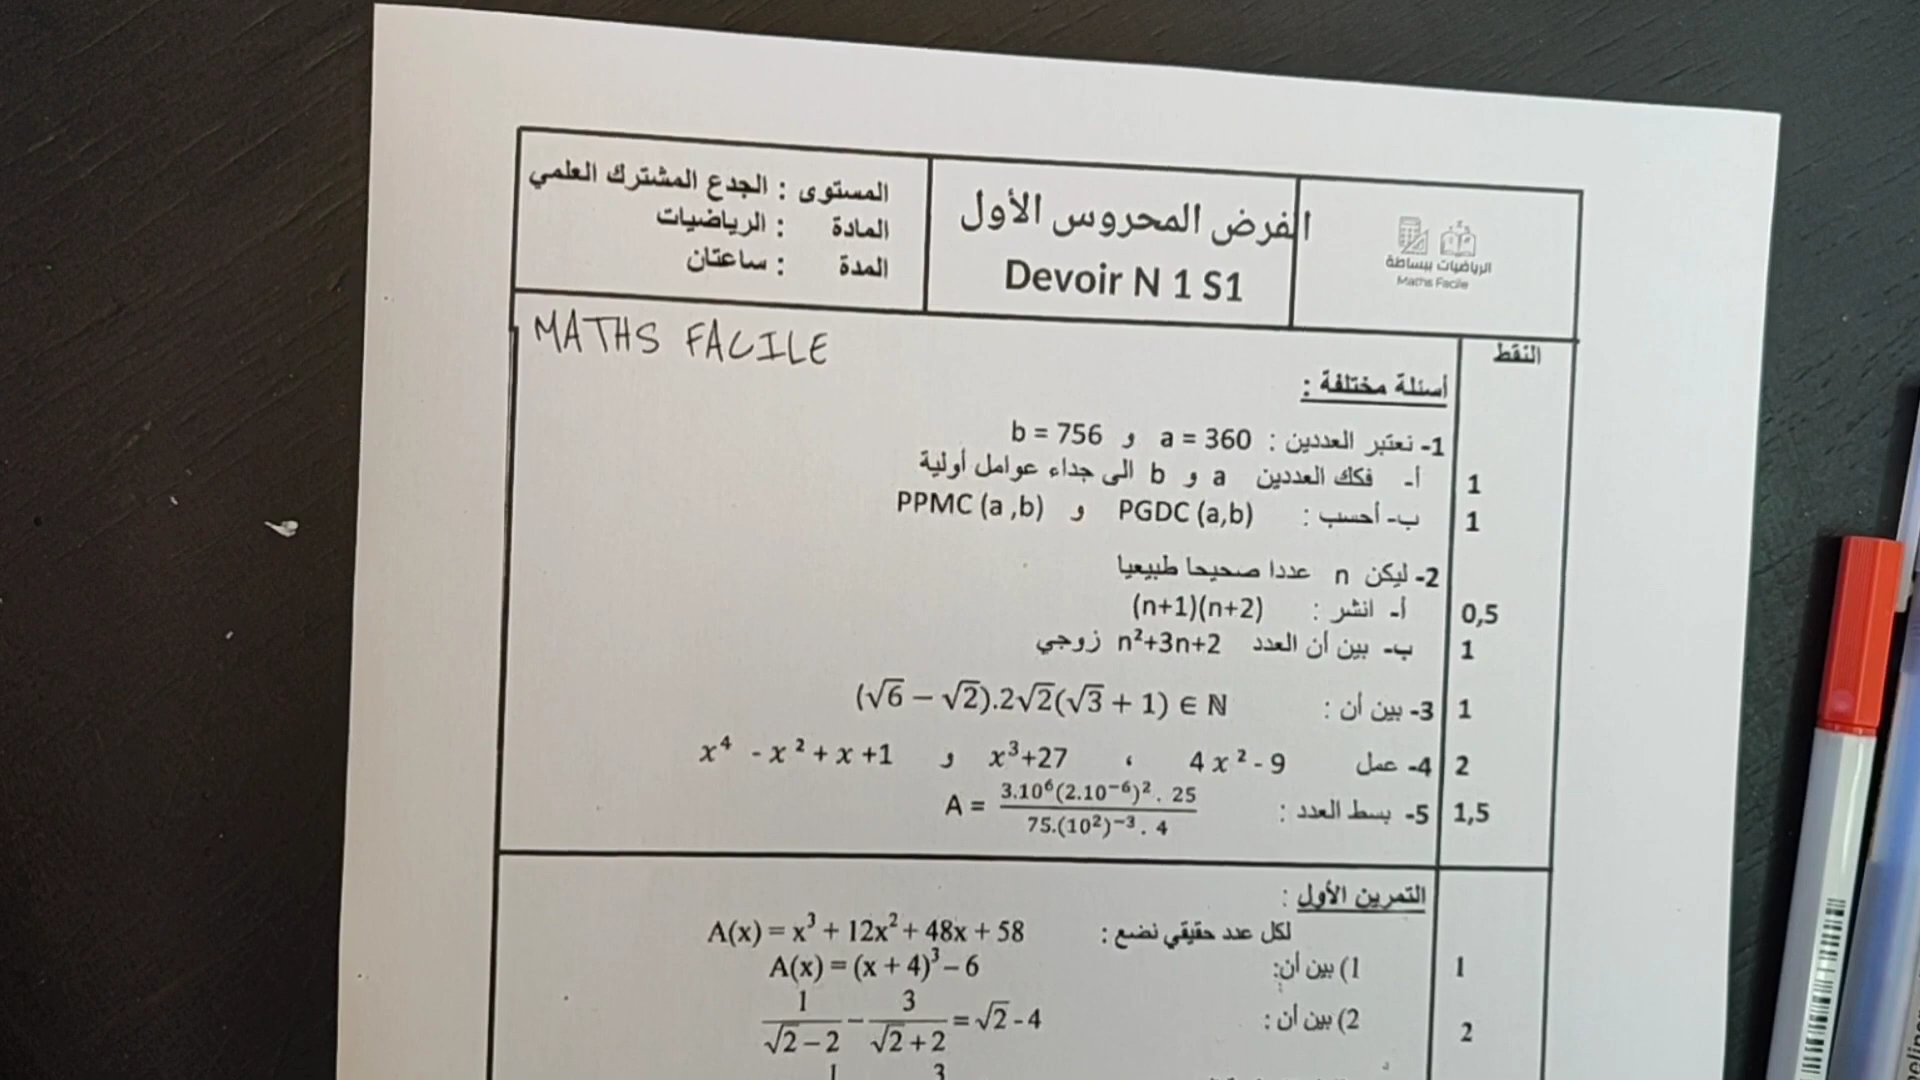 المستوى : الجدع المشترك العلمي
المادة : الرياضيات
المدة : ساعتان
الفرض المحروس الأول
Devoir N 1 S1
الرياضيات ببساطة
Maths Facile
MATHS FACILE
النقط
أسئلة مختلفة :
1- نعتبر العددين : a = 360 و b = 756
أ- فكك العددين a و b الى جداء عوامل أولية 1
ب- أحسب : PGDC (a,b) و PPMC (a ,b) 1
2- ليكن n عددا صحيحا طبيعيا
أ- انشر : (n+1)(n+2) 0,5
ب- بين أن العدد n²+3n+2 زوجي 1
3- بين أن : (√6 − √2).2√2(√3 + 1) ∈ ℕ 1
4- عمل 4 x² - 9 ، x³+27 و x⁴ - x² + x +1 2
5- بسط العدد : A = 3.10⁶(2.10⁻⁶)² . 25 / 75.(10²)⁻³ . 4 1,5
التمرين الأول :
لكل عدد حقيقي نضع : A(x) = x³ + 12x² + 48x + 58
1) بين أن: A(x) = (x + 4)³ – 6 1
2) بين أن : 1/(√2 – 2) – 3/(√2 + 2) = √2 - 4 2
1 3